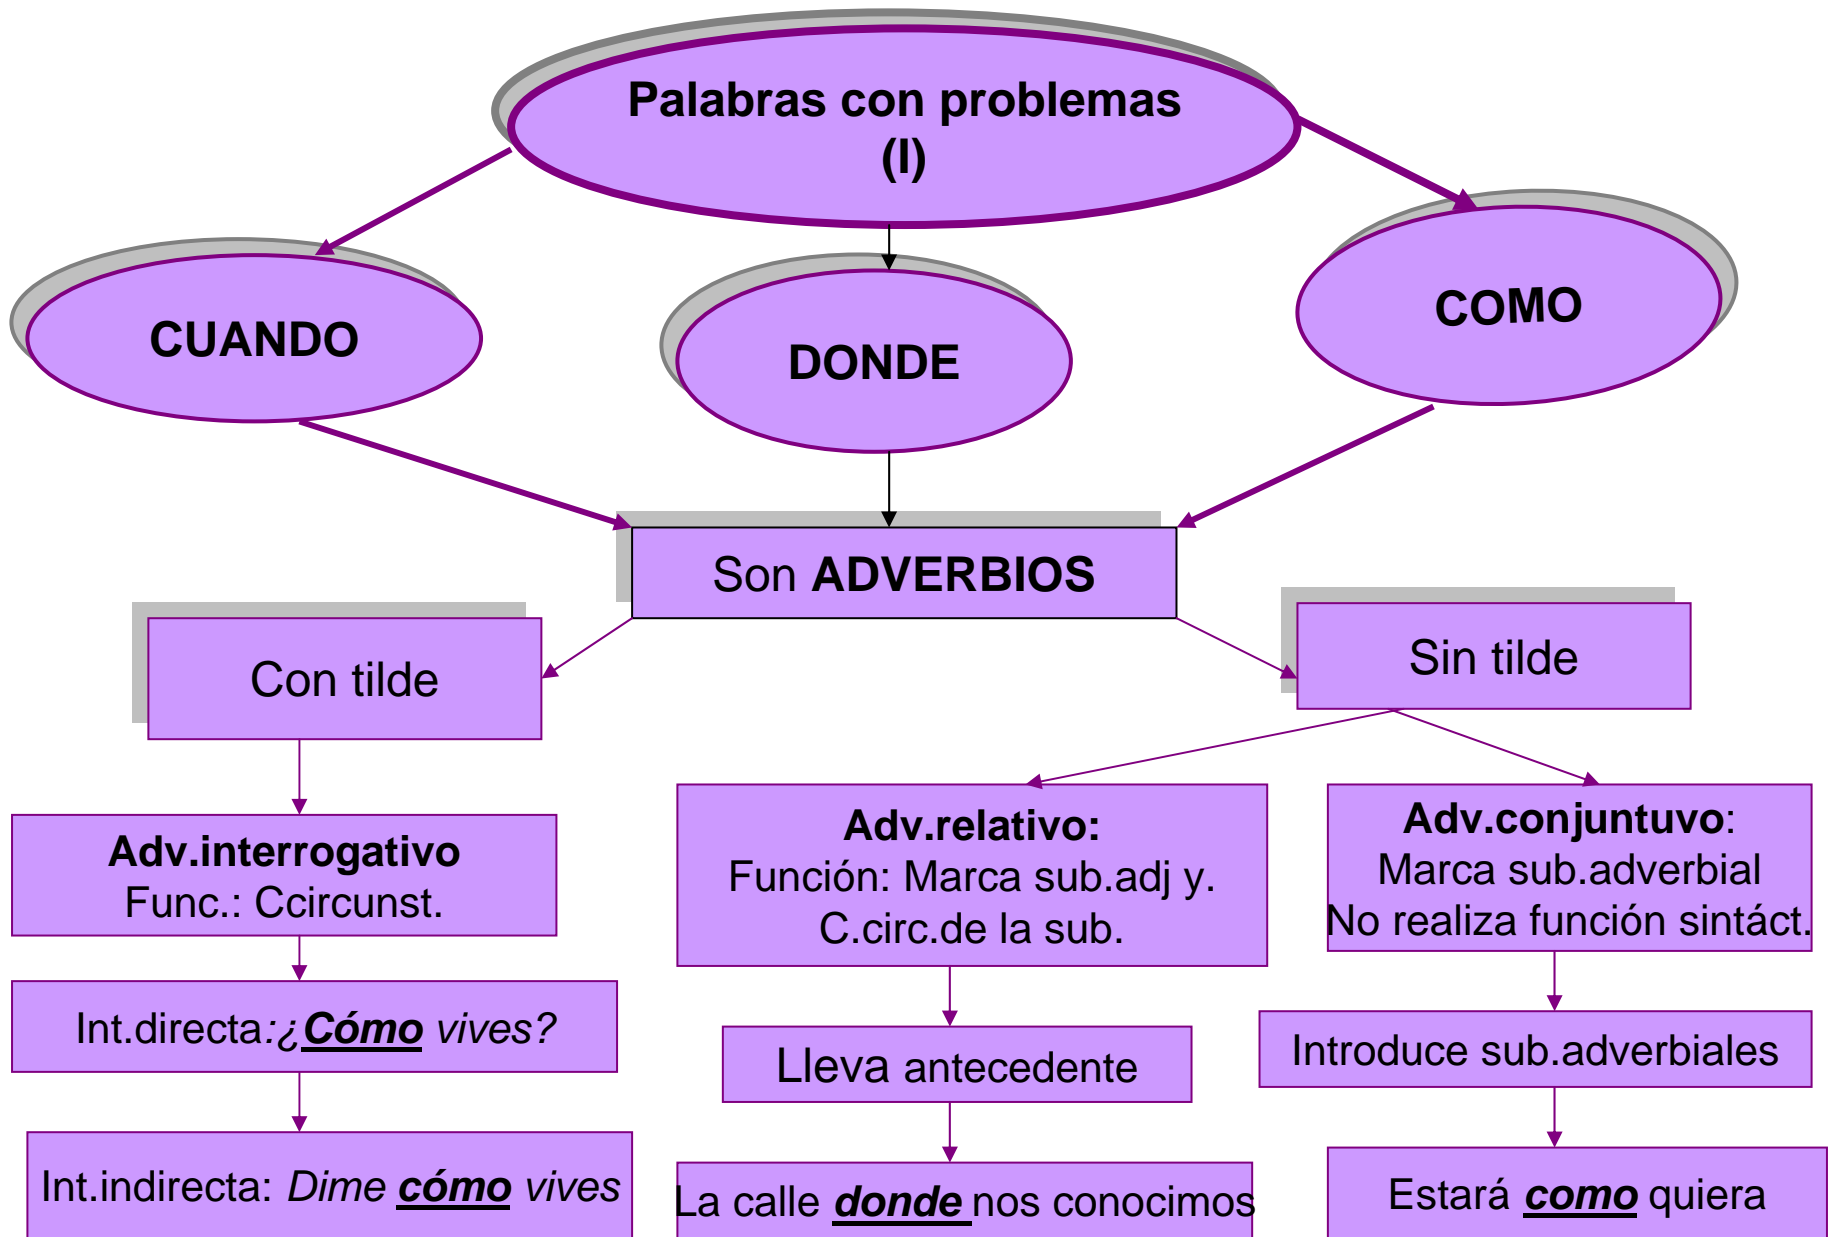 Palabras con problemas
(I)
CUANDO
DONDE
COMO
Son ADVERBIOS
Con tilde
Sin tilde
Adv.interrogativo
Func.: Ccircunst.
Int.directa:¿Cómo vives?
Int.indirecta: Dime cómo vives
Adv.relativo:
Función: Marca sub.adj y.
C.circ.de la sub.
Lleva antecedente
La calle donde nos conocimos
Adv.conjuntuvo:
Marca sub.adverbial
No realiza función sintáct.
Introduce sub.adverbiales
Estará como quiera